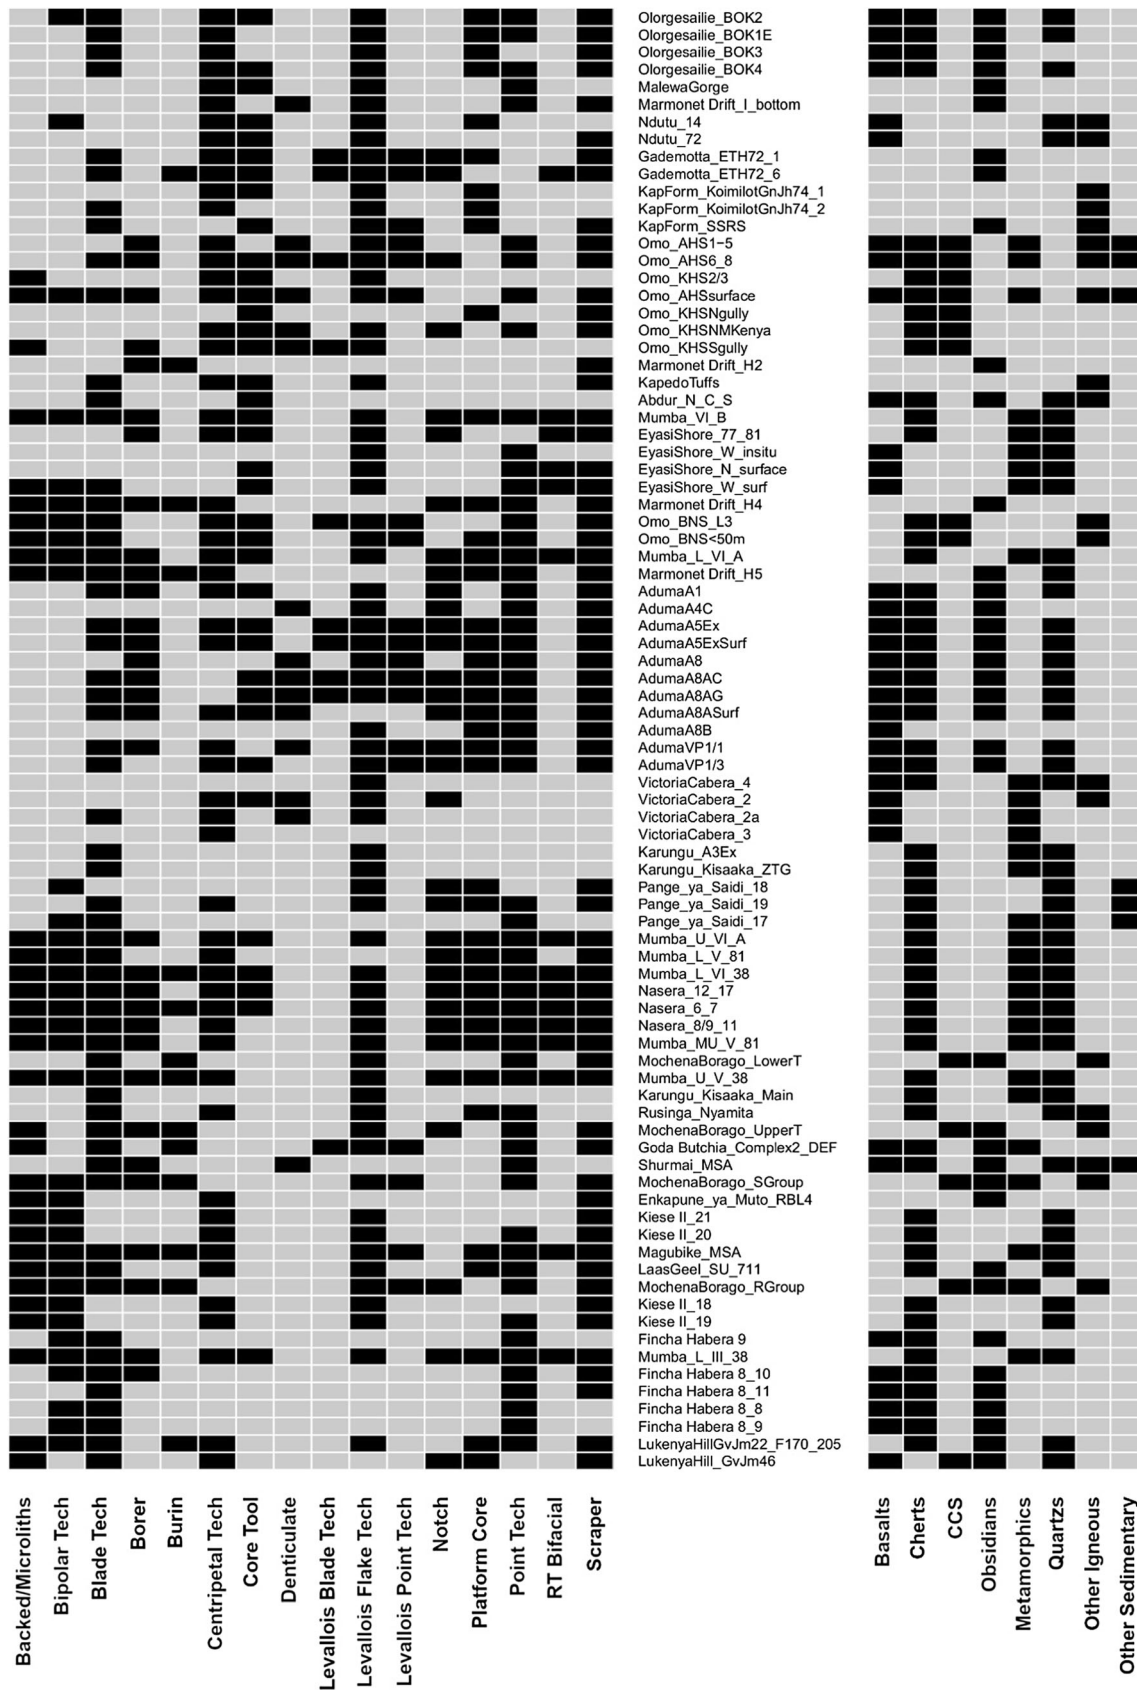 Olorgesailie_BOK2
Olorgesailie_BOK1E
Olorgesailie_BOK3
Olorgesailie_BOK4
MalewaGorge
Marmonet Drift_I_bottom
Ndutu_14
Ndutu_72
Gademotta_ETH72_1
Gademotta_ETH72_6
KapForm_KoimilotGnJh74_1
KapForm_KoimilotGnJh74_2
KapForm_SSRS
Omo_AHS1−5
Omo_AHS6_8
Omo_KHS2/3
Omo_AHSsurface
Omo_KHSNgully
Omo_KHSNMKenya
Omo_KHSSgully
Marmonet Drift_H2
KapedoTuffs
Abdur_N_C_S
Mumba_VI_B
EyasiShore_77_81
EyasiShore_W_insitu
EyasiShore_N_surface
EyasiShore_W_surf
Marmonet Drift_H4
Omo_BNS_L3
Omo_BNS<50m
Mumba_L_VI_A
Marmonet Drift_H5
AdumaA1
AdumaA4C
AdumaA5Ex
AdumaA5ExSurf
AdumaA8
AdumaA8AC
AdumaA8AG
AdumaA8ASurf
AdumaA8B
AdumaVP1/1
AdumaVP1/3
VictoriaCabera_4
VictoriaCabera_2
VictoriaCabera_2a
VictoriaCabera_3
Karungu_A3Ex
Karungu_Kisaaka_ZTG
Pange_ya_Saidi_18
Pange_ya_Saidi_19
Pange_ya_Saidi_17
Mumba_U_VI_A
Mumba_L_V_81
Mumba_L_VI_38
Nasera_12_17
Nasera_6_7
Nasera_8/9_11
Mumba_MU_V_81
MochenaBorago_LowerT
Mumba_U_V_38
Karungu_Kisaaka_Main
Rusinga_Nyamita
MochenaBorago_UpperT
Goda Butchia_Complex2_DEF
Shurmai_MSA
MochenaBorago_SGroup
Enkapune_ya_Muto_RBL4
Kiese II_21
Kiese II_20
Magubike_MSA
LaasGeel_SU_711
MochenaBorago_RGroup
Kiese II_18
Kiese II_19
Fincha Habera 9
Mumba_L_III_38
Fincha Habera 8_10
Fincha Habera 8_11
Fincha Habera 8_8
Fincha Habera 8_9
LukenyaHillGvJm22_F170_205
LukenyaHill_GvJm46
Backed/Microliths
Bipolar Tech
Blade Tech
Borer
Burin
Centripetal Tech
Core Tool
Denticulate
Levallois Blade Tech
Levallois Flake Tech
Levallois Point Tech
Notch
Platform Core
Point Tech
RT Bifacial
Scraper
Basalts
Cherts
CCS
Obsidians
Metamorphics
Quartzs
Other Igneous
Other Sedimentary